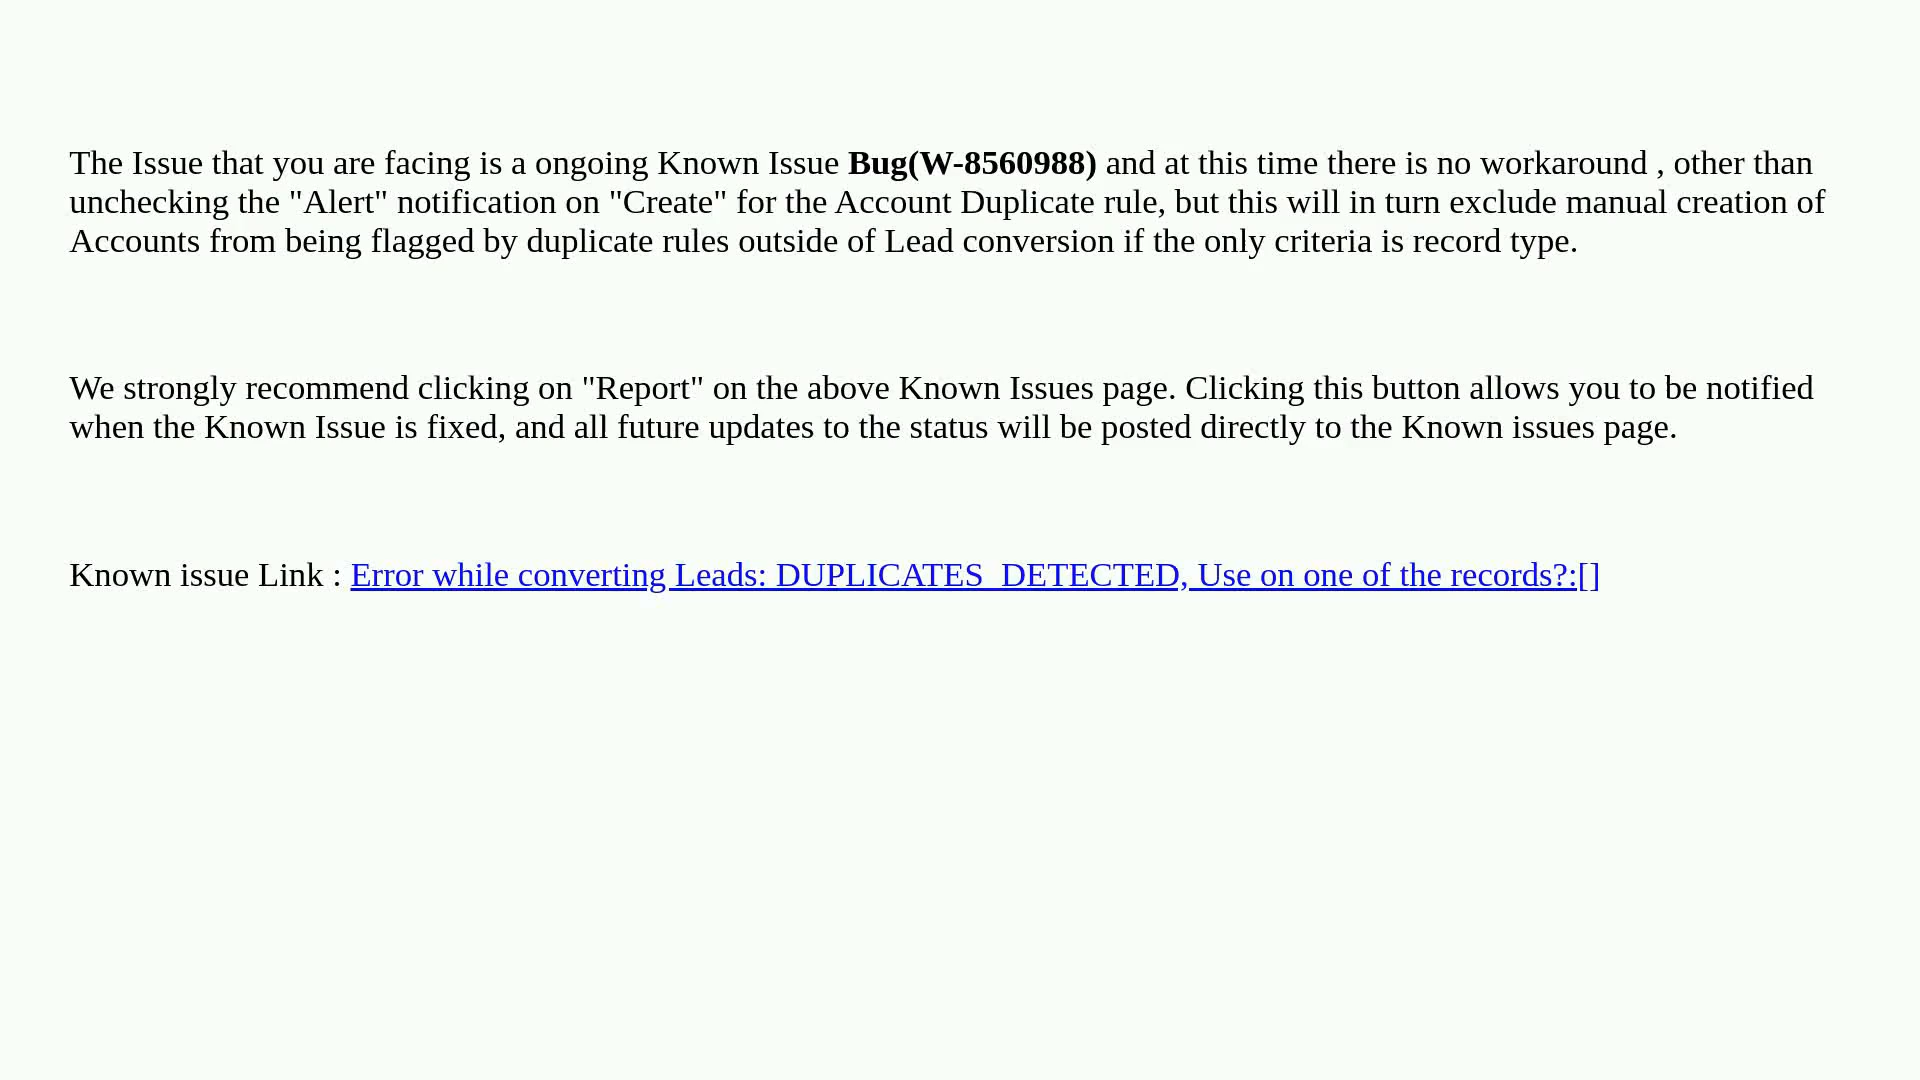 The Issue that you are facing is a ongoing Known Issue Bug(W-8560988) and at this time there is no workaround , other than
unchecking the "Alert" notification on "Create" for the Account Duplicate rule, but this will in turn exclude manual creation of
Accounts from being flagged by duplicate rules outside of Lead conversion if the only criteria is record type.
We strongly recommend clicking on "Report" on the above Known Issues page. Clicking this button allows you to be notified
when the Known Issue is fixed, and all future updates to the status will be posted directly to the Known issues page.
Known issue Link : Error while converting Leads: DUPLICATES_DETECTED, Use on one of the records?:[]